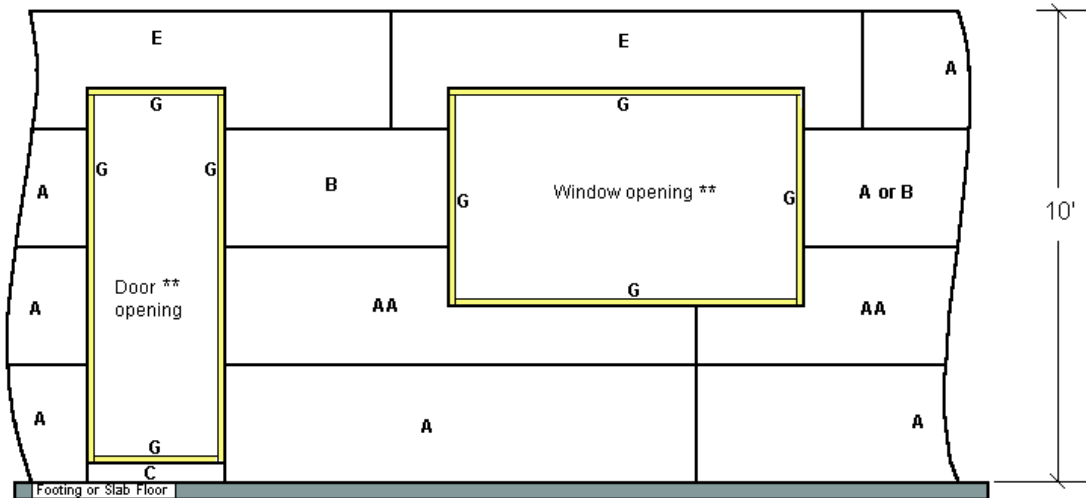 E
E
A
G
G
G
G
A
B
Window opening **
G
G
A or B
10'
A
Door **
opening
AA
G
AA
A
A
A
G
C
Footing or Slab Floor